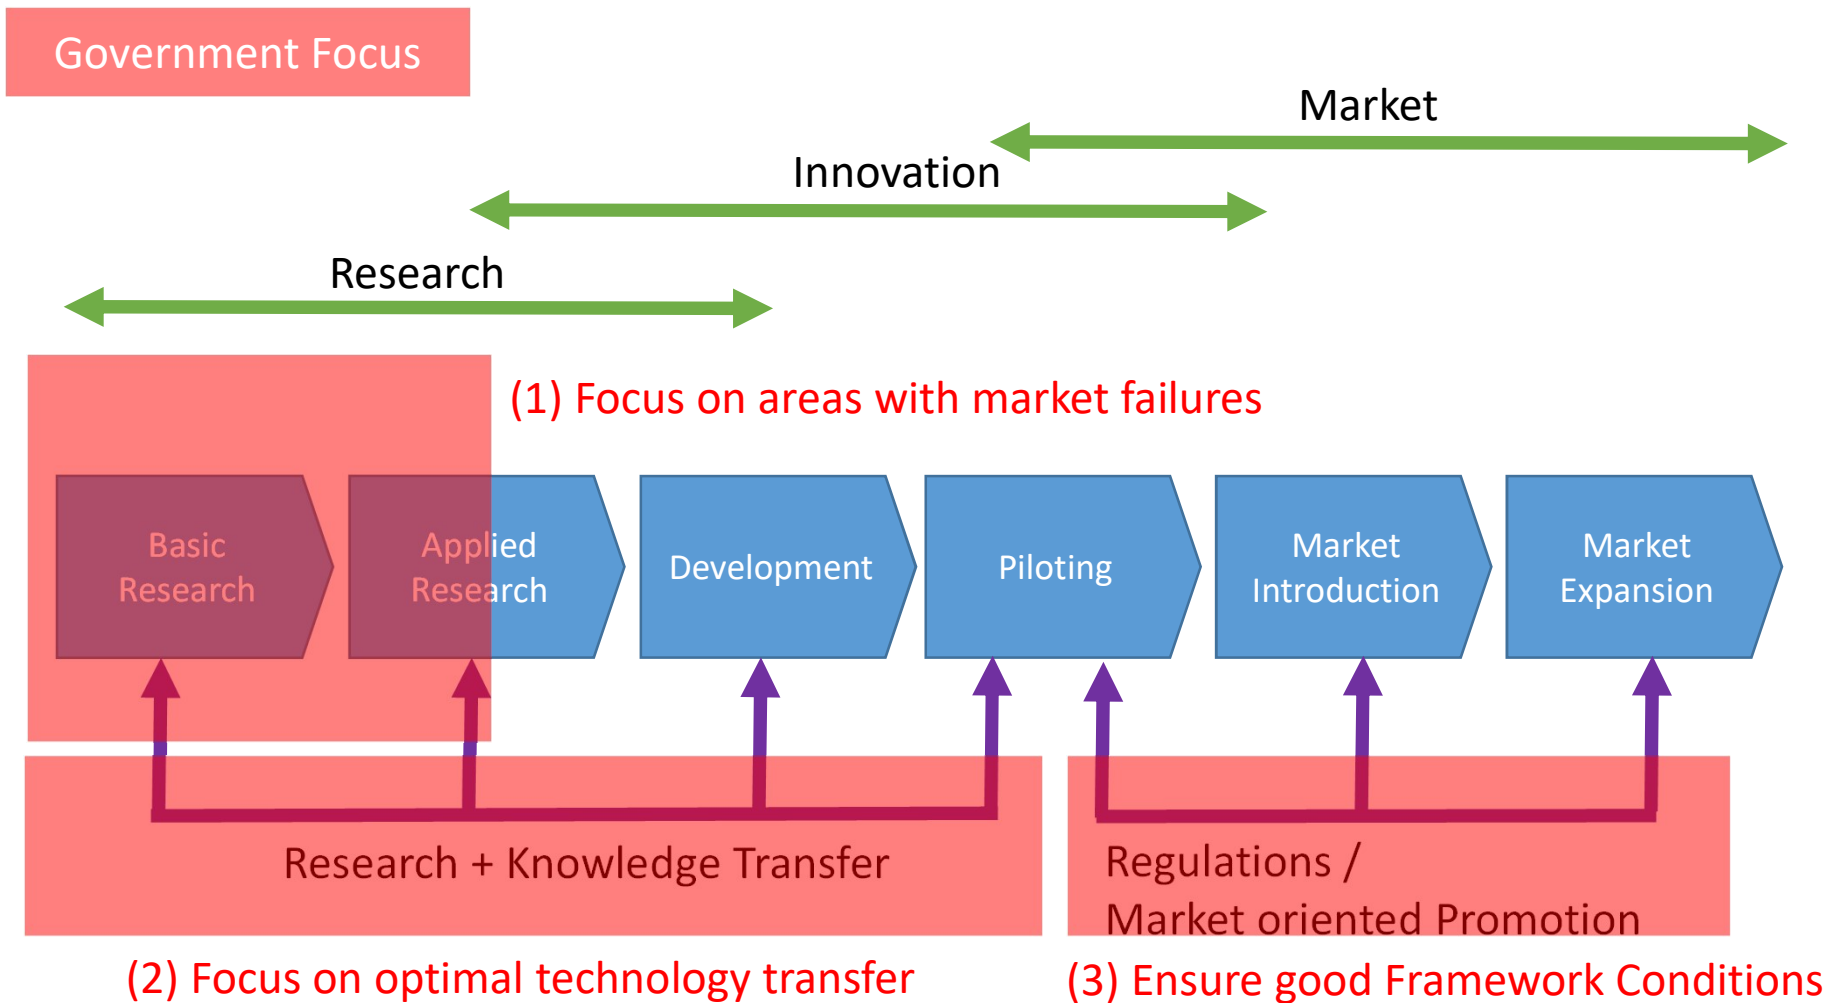 Government Focus
Market
Innovation
Research
(1) Focus on areas with market failures
Basic
Research
Applied
Research
Development
Piloting
Market
Introduction
Market
Expansion
Research + Knowledge Transfer
Regulations /
Market oriented Promotion
(2) Focus on optimal technology transfer
(3) Ensure good Framework Conditions